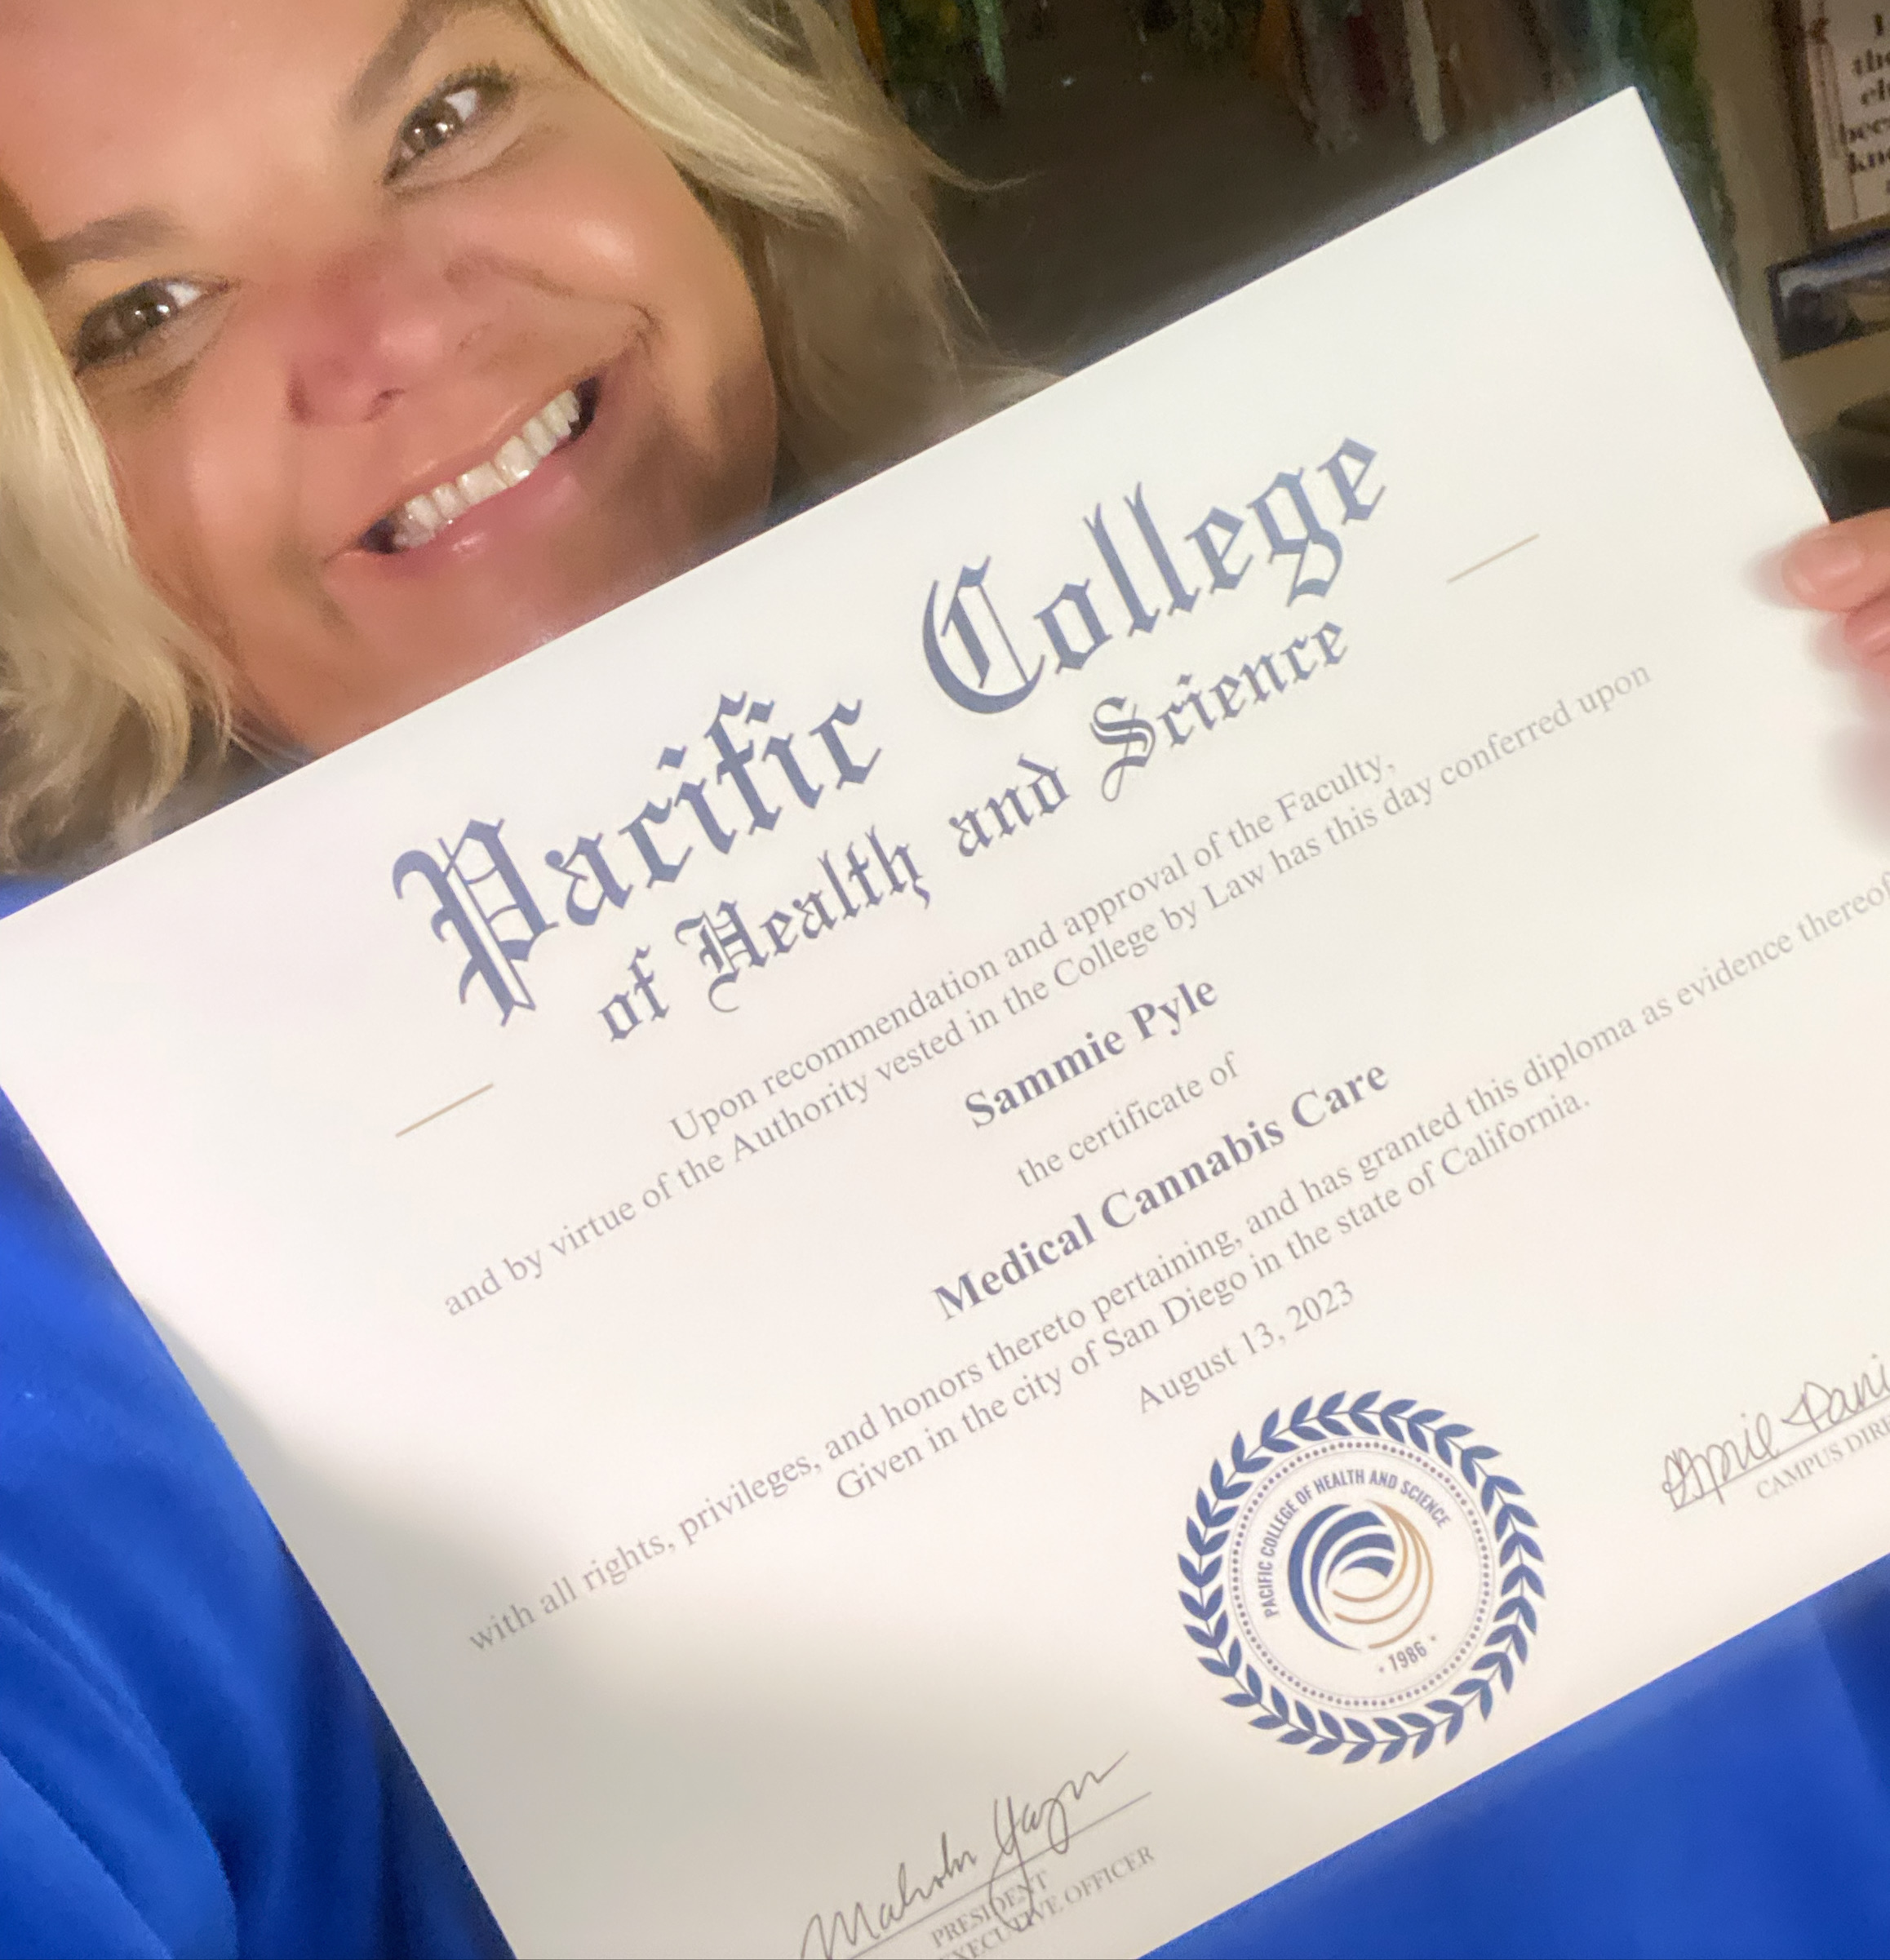 Pacific College
of Health and Science
Upon recommendation and approval of the Faculty,
and by virtue of the Authority vested in the College by Law has this day conferred upon
Sammie Pyle
the certificate of
Medical Cannabis Care
with all rights, privileges, and honors thereto pertaining, and has granted this diploma as evidence thereof
Given in the city of San Diego in the state of California.
August 13, 2023
PACIFIC COLLEGE OF HEALTH AND SCIENCE
• 1986 •
April
CAMPUS
PRESIDENT
OFFICER